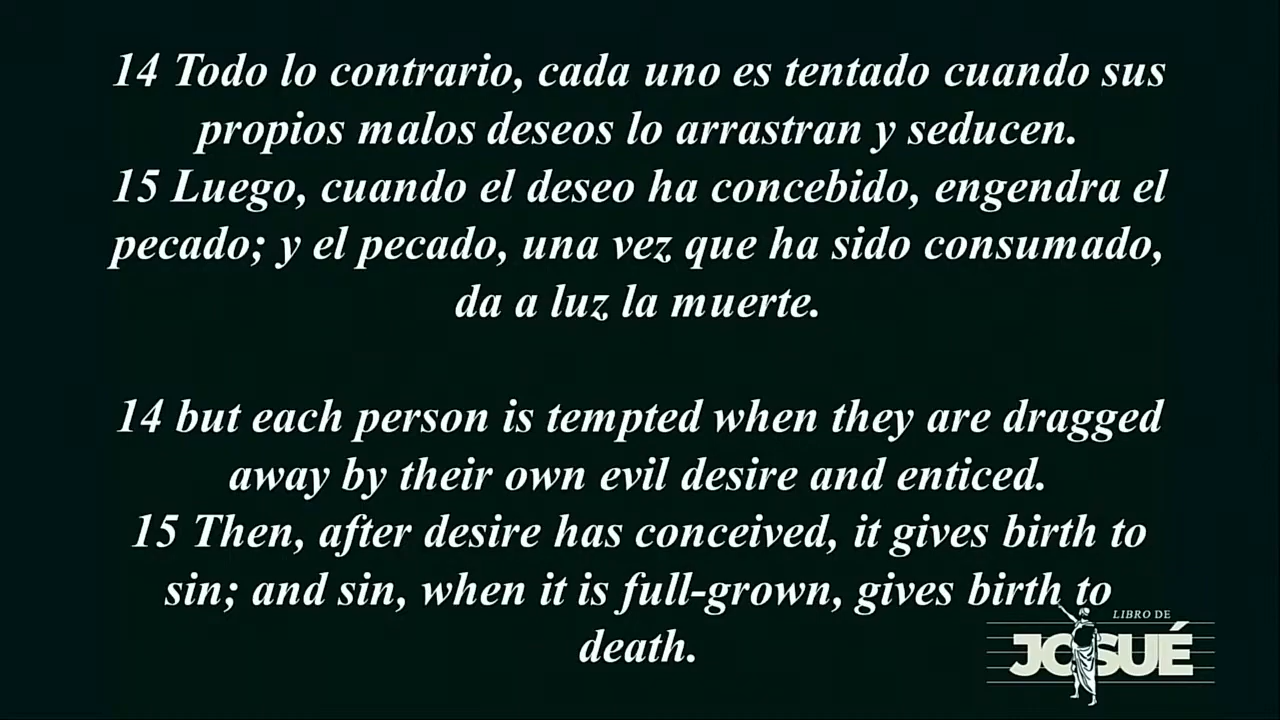 14 Todo lo contrario, cada uno es tentado cuando sus
propios malos deseos lo arrastran y seducen.
15 Luego, cuando el deseo ha concebido, engendra el
pecado; y el pecado, una vez que ha sido consumado,
da a luz la muerte.
14 but each person is tempted when they are dragged
away by their own evil desire and enticed.
15 Then, after desire has conceived, it gives birth to
sin; and sin, when it is full-grown, gives birth to
death.
LIBRO DE
JOSUÉ